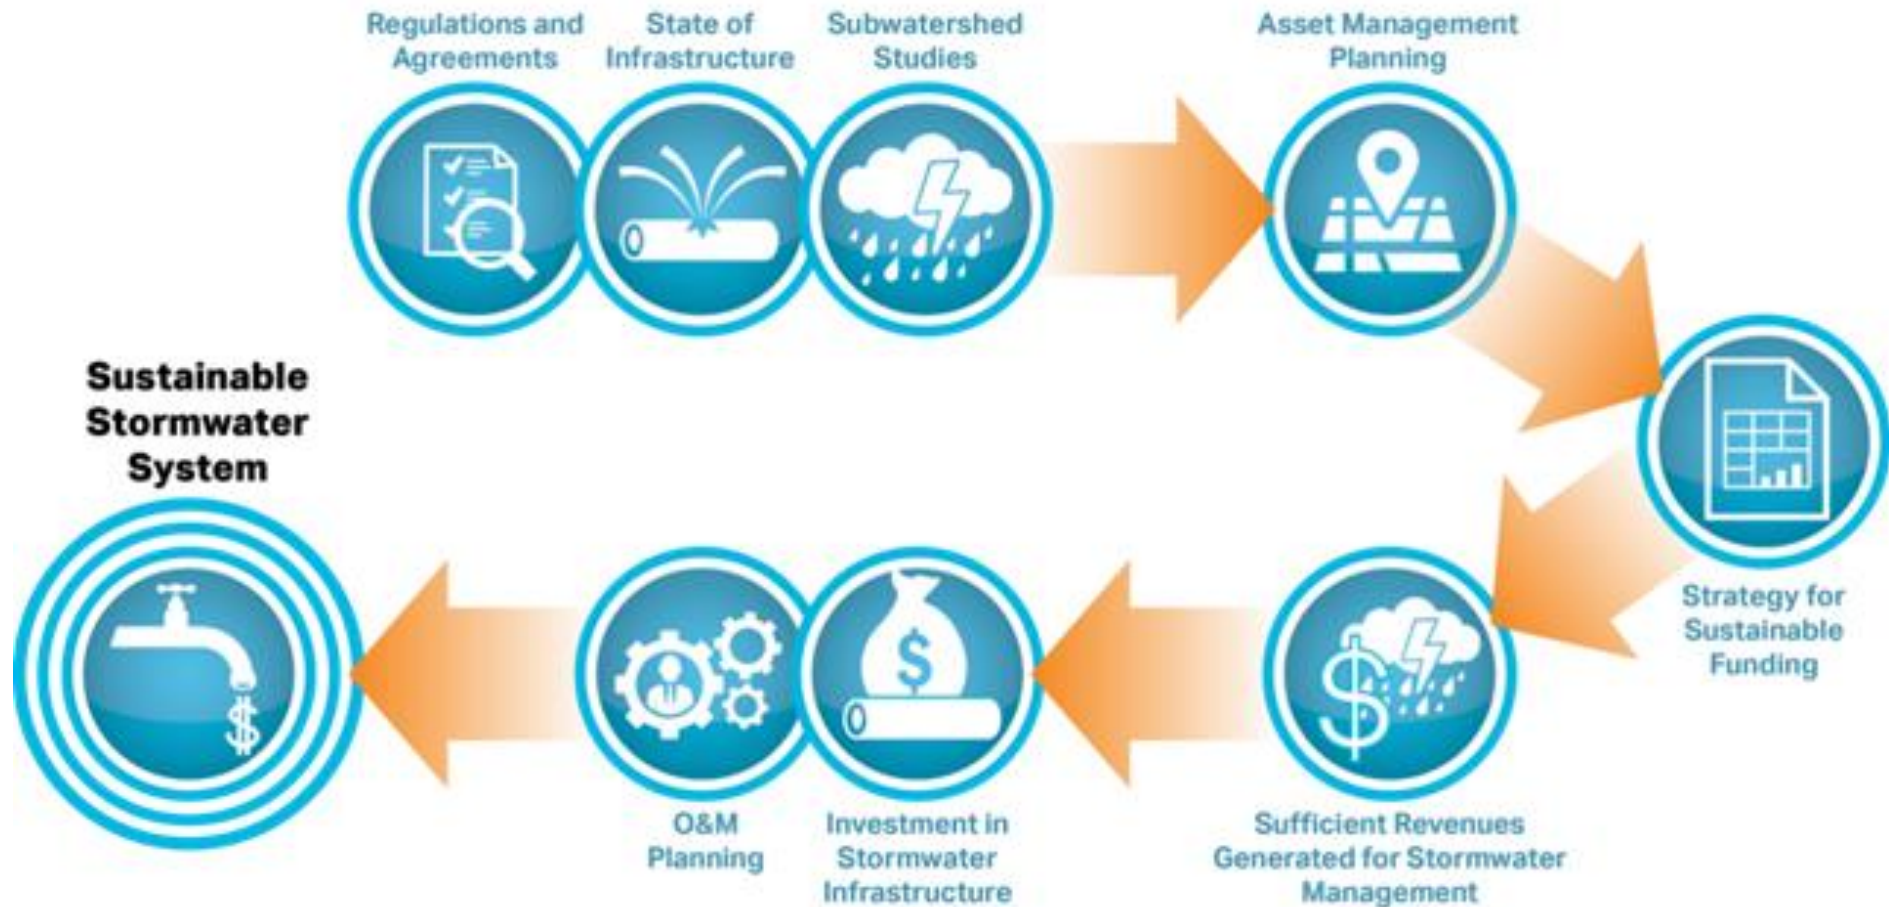 Regulations and
Agreements
State of
Infrastructure
Subwatershed
Studies
Asset Management
Planning
Strategy for
Sustainable
Funding
Sufficient Revenues
Generated for Stormwater
Management
$
Investment in
Stormwater
Infrastructure
$
O&M
Planning
Sustainable
Stormwater
System
$